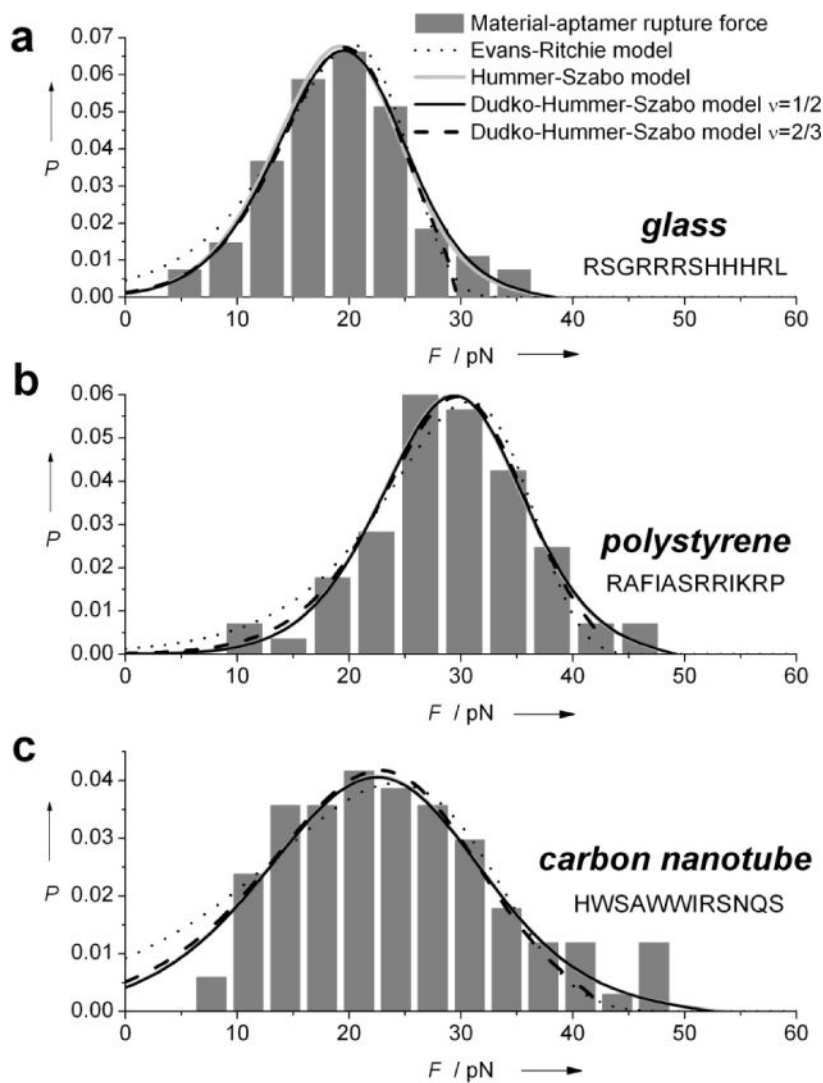 a
Material-aptamer rupture force
Evans-Ritchie model
Hummer-Szabo model
Dudko-Hummer-Szabo model ν=1/2
Dudko-Hummer-Szabo model ν=2/3
0.07
0.06
0.05
0.04
0.03
0.02
0.01
0.00
P
glass
RSGRRRSHHHRL
0 10 20 30 40 50 60
F / pN
b
0.06
0.05
0.04
0.03
0.02
0.01
0.00
P
polystyrene
RAFIASRRIKRP
0 10 20 30 40 50 60
F / pN
c
0.04
0.03
0.02
0.01
0.00
P
carbon nanotube
HWSAWWIRSNQS
0 10 20 30 40 50 60
F / pN